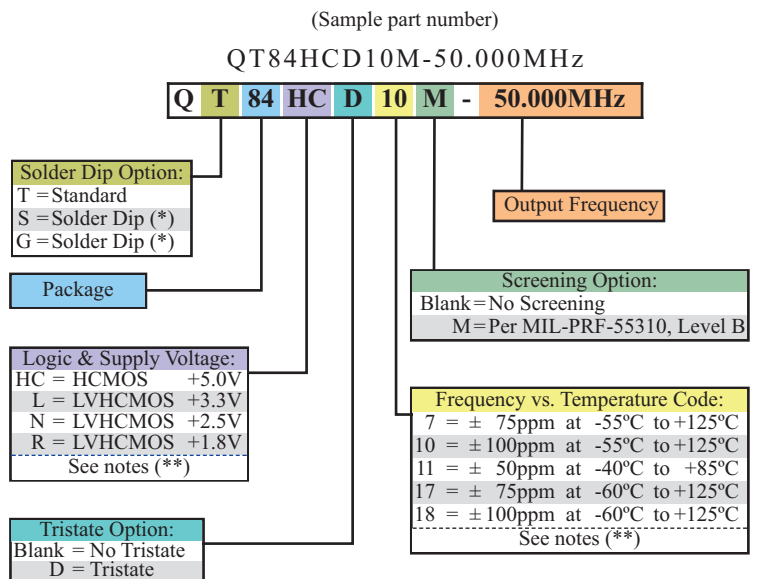 (Sample part number)
QT84HCD10M-50.000MHz
Q T 84 HC D 10 M - 50.000MHz
Solder Dip Option:
T = Standard
S = Solder Dip (*)
G = Solder Dip (*)
Package
Logic & Supply Voltage:
HC = HCMOS +5.0V
L = LVHCMOS +3.3V
N = LVHCMOS +2.5V
R = LVHCMOS +1.8V
See notes (**)
Tristate Option:
Blank = No Tristate
D = Tristate
Output Frequency
Screening Option:
Blank = No Screening
M = Per MIL-PRF-55310, Level B
Frequency vs. Temperature Code:
7 = ± 75ppm at -55ºC to +125ºC
10 = ± 100ppm at -55ºC to +125ºC
11 = ± 50ppm at -40ºC to +85ºC
17 = ± 75ppm at -60ºC to +125ºC
18 = ± 100ppm at -60ºC to +125ºC
See notes (**)